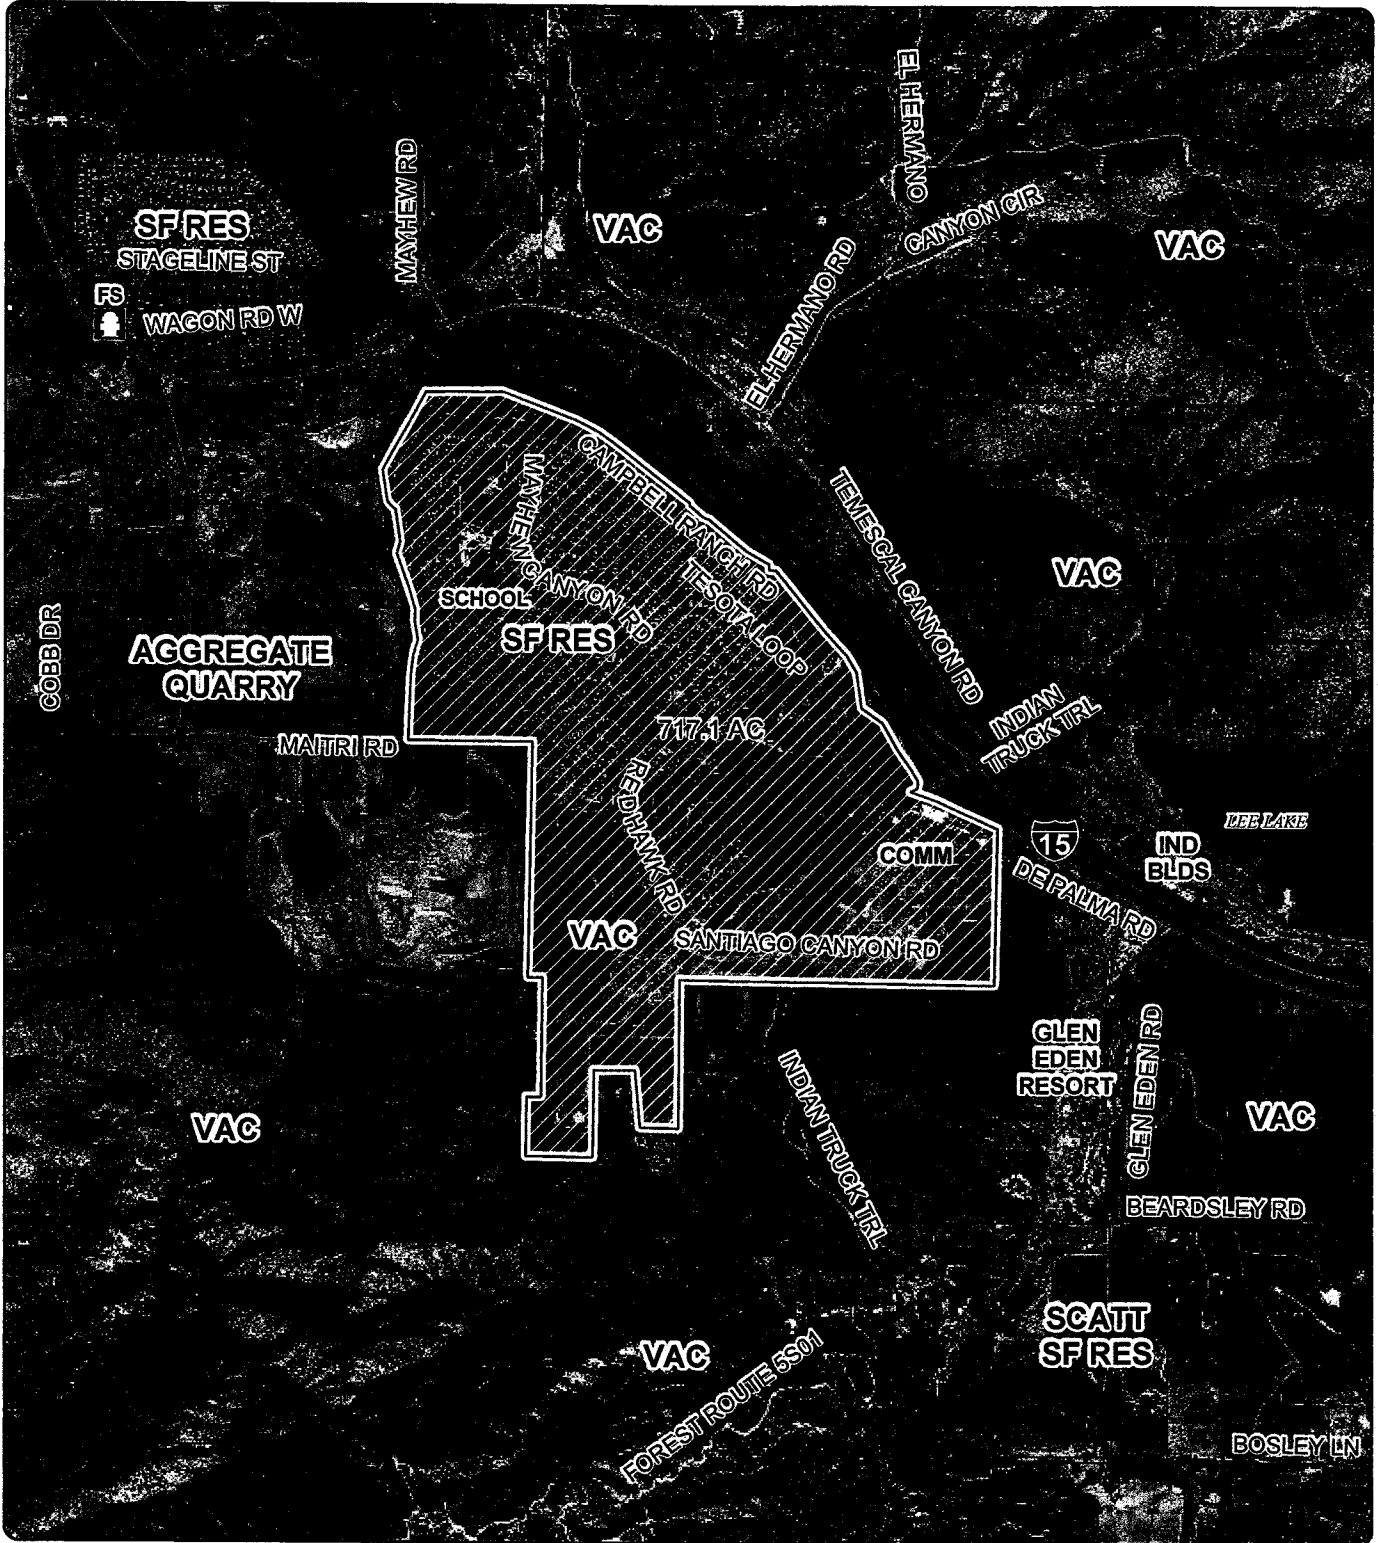 EL HERMANO
MAYHEW RD
SF RES
STAGELINE ST
VAC
CANYON CIR
VAC
FS
WAGON RD W
EL HERMANO RD
CAMPBELL RANCH RD
MAYHEW CANYON RD
TEMESCAL CANYON RD
VAC
TESOTA LOOP
SCHOOL
SF RES
COBB DR
AGGREGATE
QUARRY
717.1 AC
INDIAN
TRUCK TRL
MAITRI RD
RED HAWK RD
LEE LAKE
15
IND
BLDS
COMM
DE PALMA RD
VAC
SANTIAGO CANYON RD
GLEN
EDEN
RESORT
GLEN EDEN RD
VAC
VAC
INDIAN TRUCK TRL
BEARDSLEY RD
SCATT
SF RES
VAC
FOREST ROUTE 5S01
BOSLEY LN